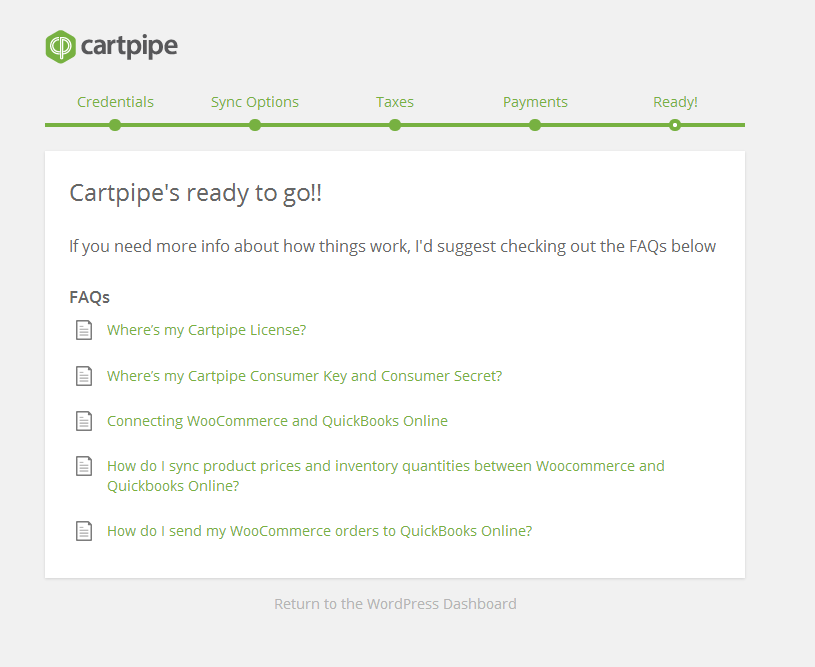 cartpipe
Credentials
Sync Options
Taxes
Payments
Ready!
Cartpipe's ready to go!!
If you need more info about how things work, I'd suggest checking out the FAQs below
FAQs
Where's my Cartpipe License?
Where's my Cartpipe Consumer Key and Consumer Secret?
Connecting WooCommerce and QuickBooks Online
How do I sync product prices and inventory quantities between Woocommerce and
Quickbooks Online?
How do I send my WooCommerce orders to QuickBooks Online?
Return to the WordPress Dashboard